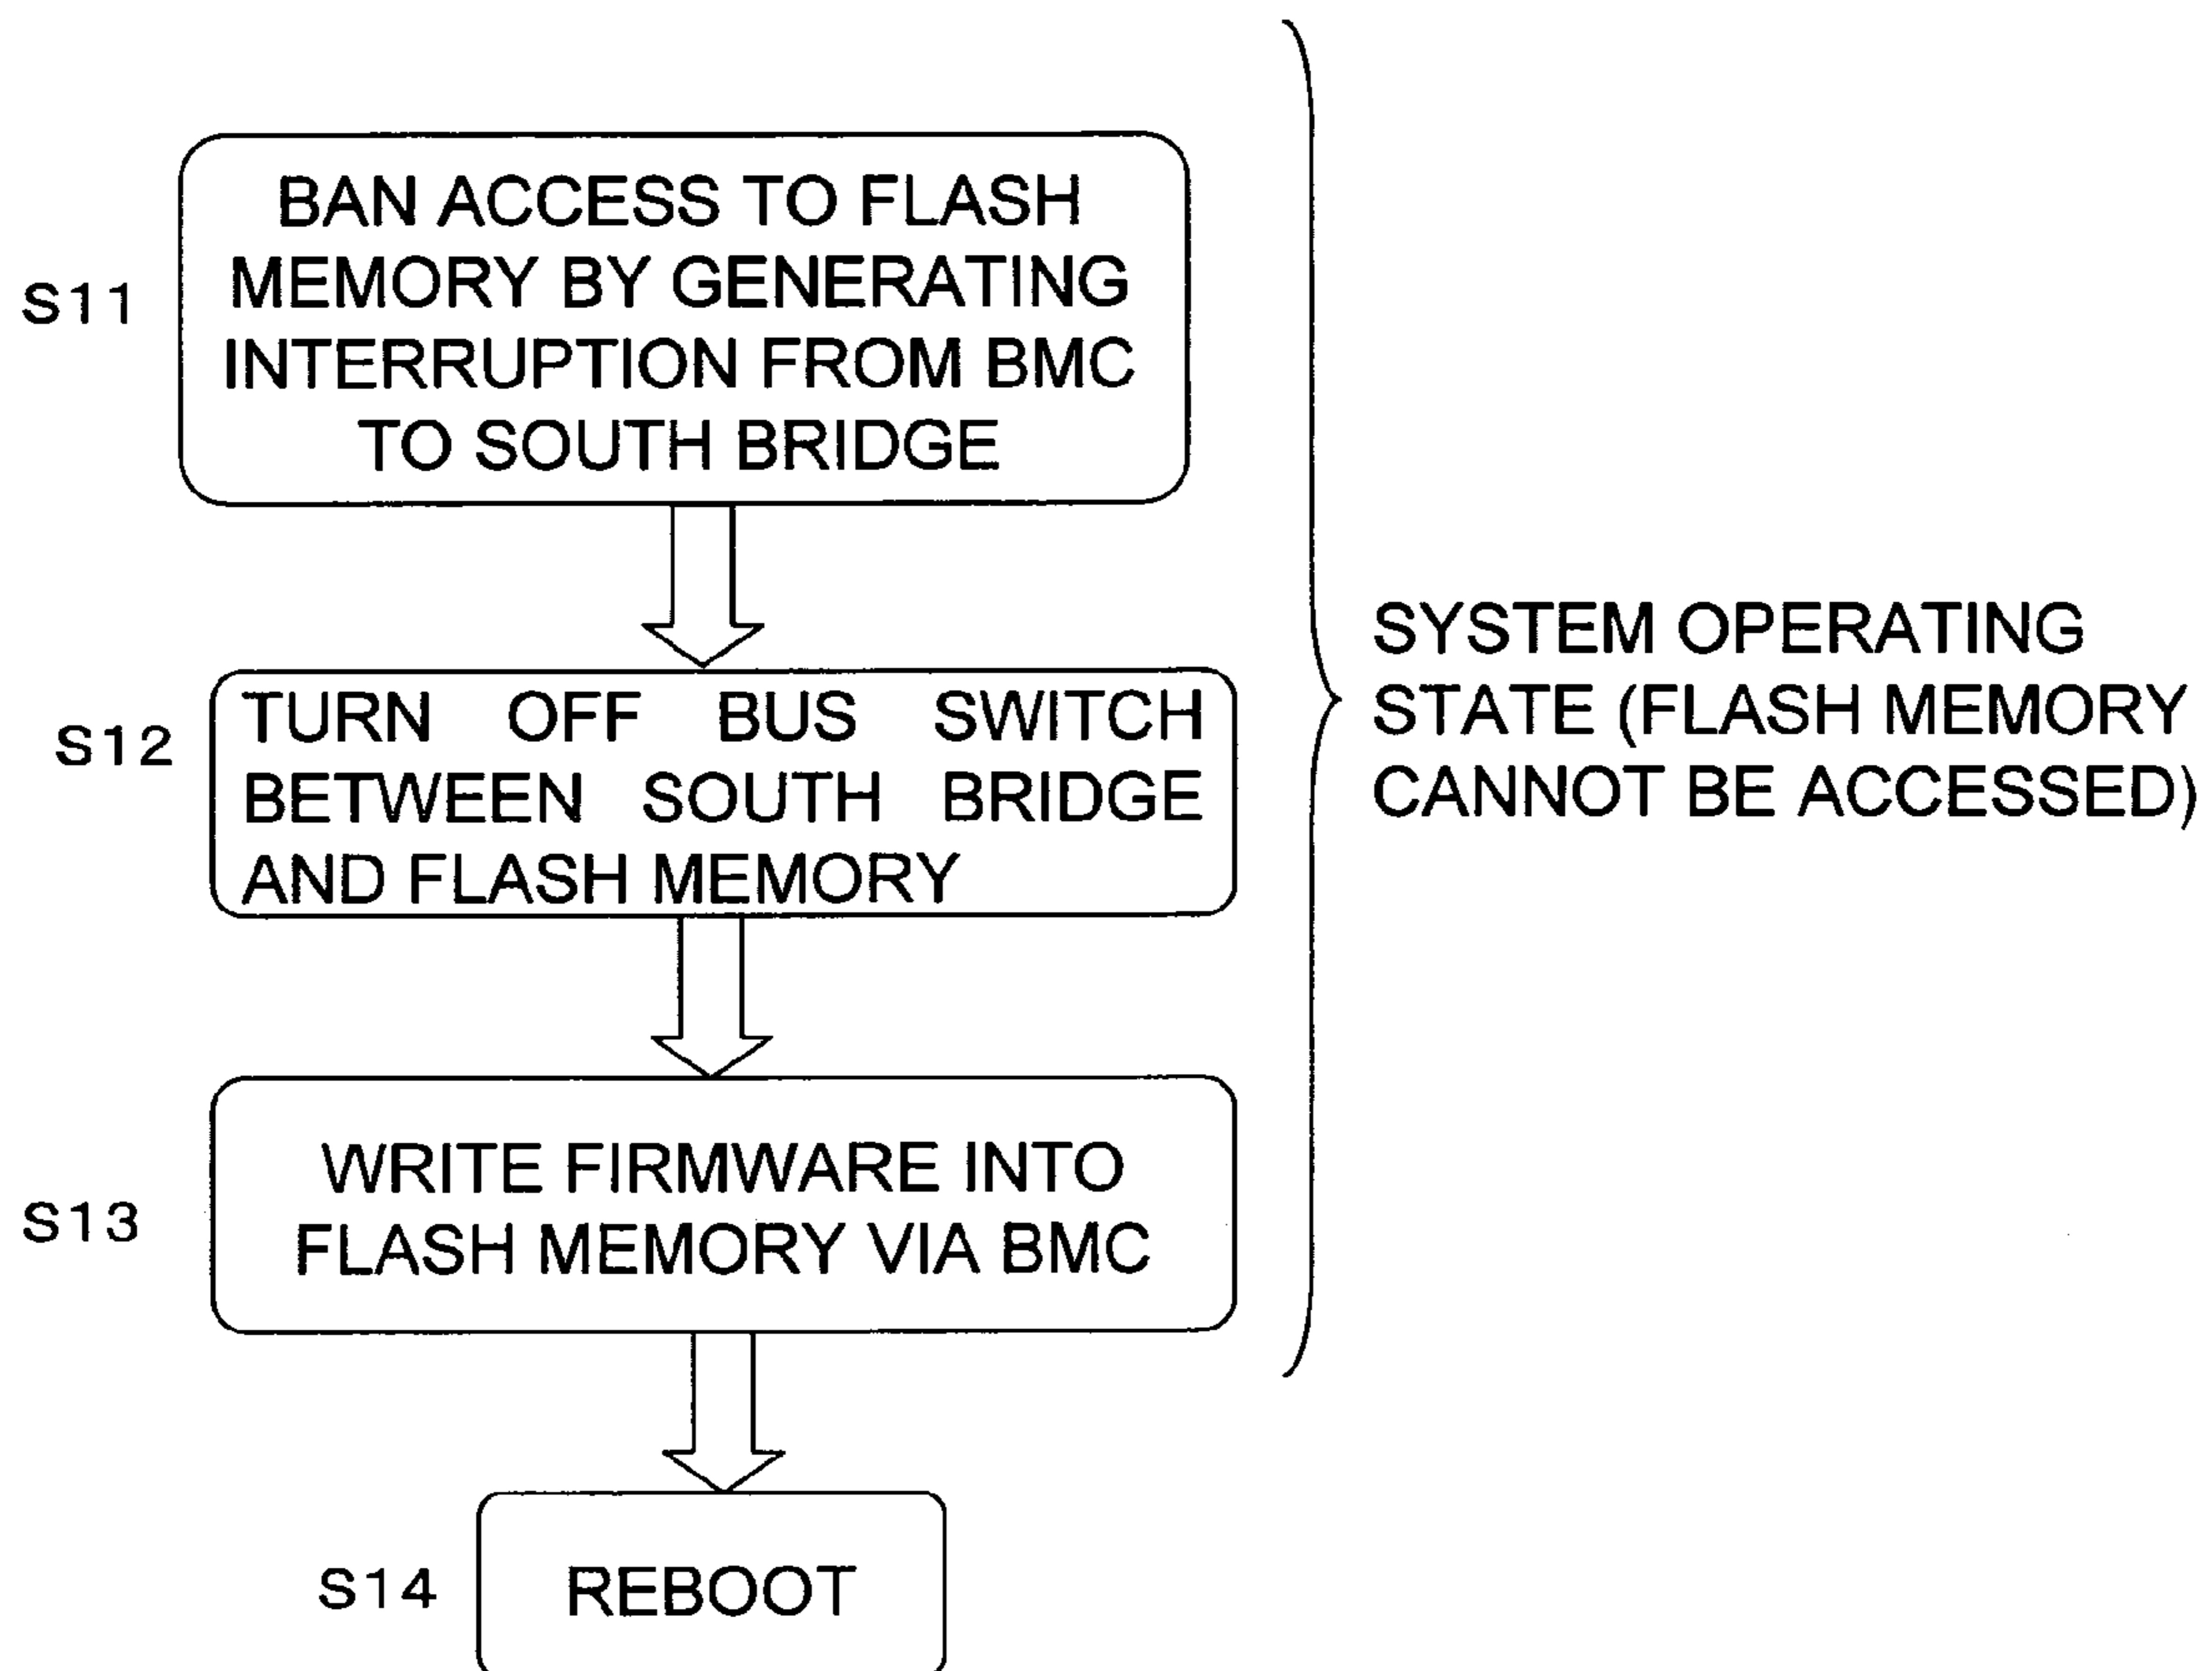 S11
BAN ACCESS TO FLASH
MEMORY BY GENERATING
INTERRUPTION FROM BMC
TO SOUTH BRIDGE
S12
TURN OFF BUS SWITCH
BETWEEN SOUTH BRIDGE
AND FLASH MEMORY
SYSTEM OPERATING
STATE (FLASH MEMORY
CANNOT BE ACCESSED)
S13
WRITE FIRMWARE INTO
FLASH MEMORY VIA BMC
S14
REBOOT